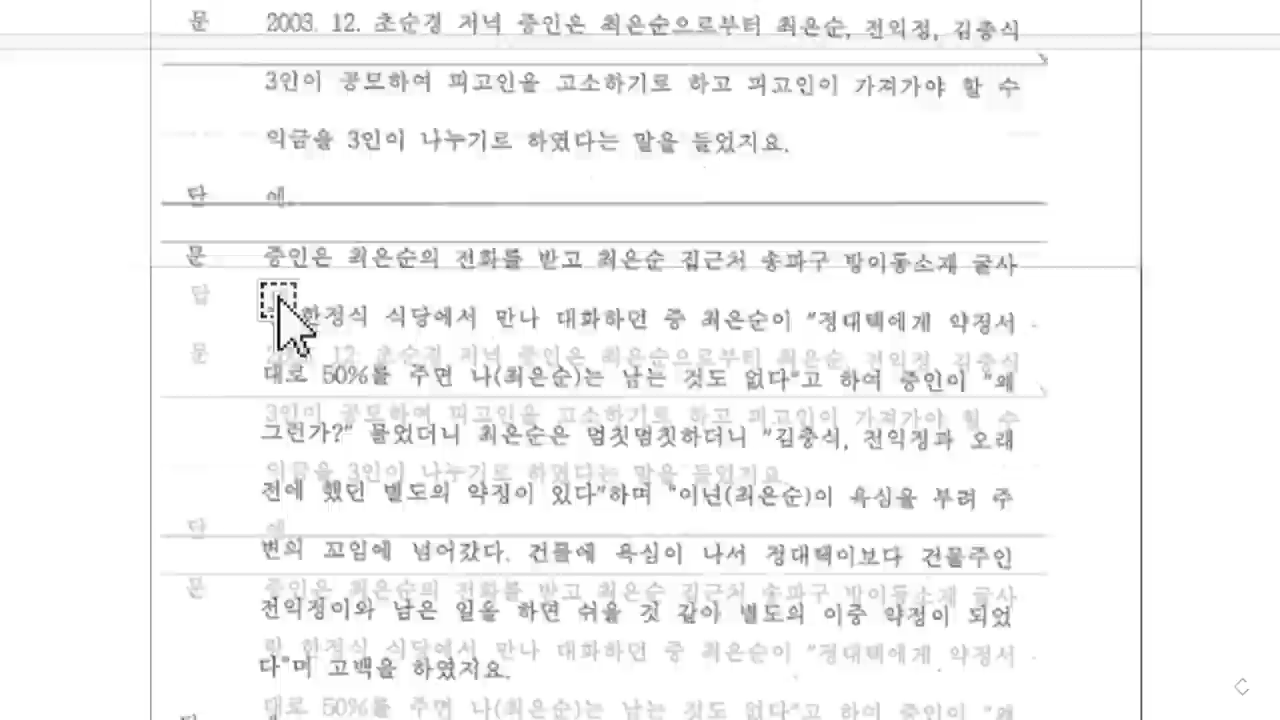 문 2003. 12. 초순경 저녁 증인은 최은순으로부터 최은순, 전익정, 김충식
3인이 공모하여 피고인을 고소하기로 하고 피고인이 가져가야 할 수
익금을 3인이 나누기로 하였다는 말을 들었지요.
답 예.
문 증인은 최은순의 전화를 받고 최은순 집근처 송파구 방이동소재 굴사
한정식 식당에서 만나 대화하던 중 최은순이 "정대택에게 약정서
대로 50%를 주면 나(최은순)는 남는 것도 없다"고 하여 증인이 "왜
그런가?" 물었더니 최은순은 멈칫멈칫하더니 "김충식, 전익정과 오래
전에 했던 별도의 약정이 있다"하며 "이년(최은순)이 욕심을 부려 주
변의 꼬임에 넘어갔다. 건물에 욕심이 나서 정대택이보다 건물주인
전익정이와 남은 일을 하면 쉬울 것 같아 별도의 이중 약정이 되었
다"며 고백을 하였지요.